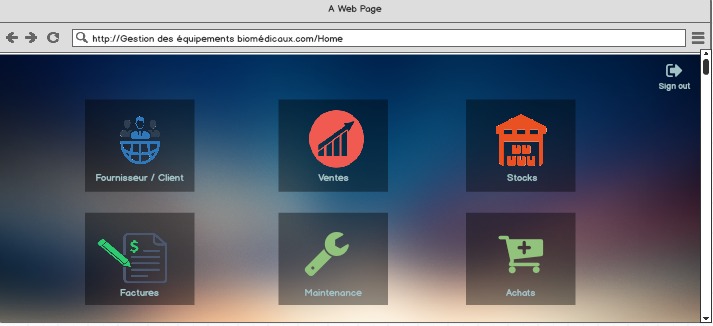 A Web Page
http://Gestion des équipements biomédicaux.com/Home
Sign out
Fournisseur / Client
Ventes
Stocks
$
Factures
Maintenance
Achats